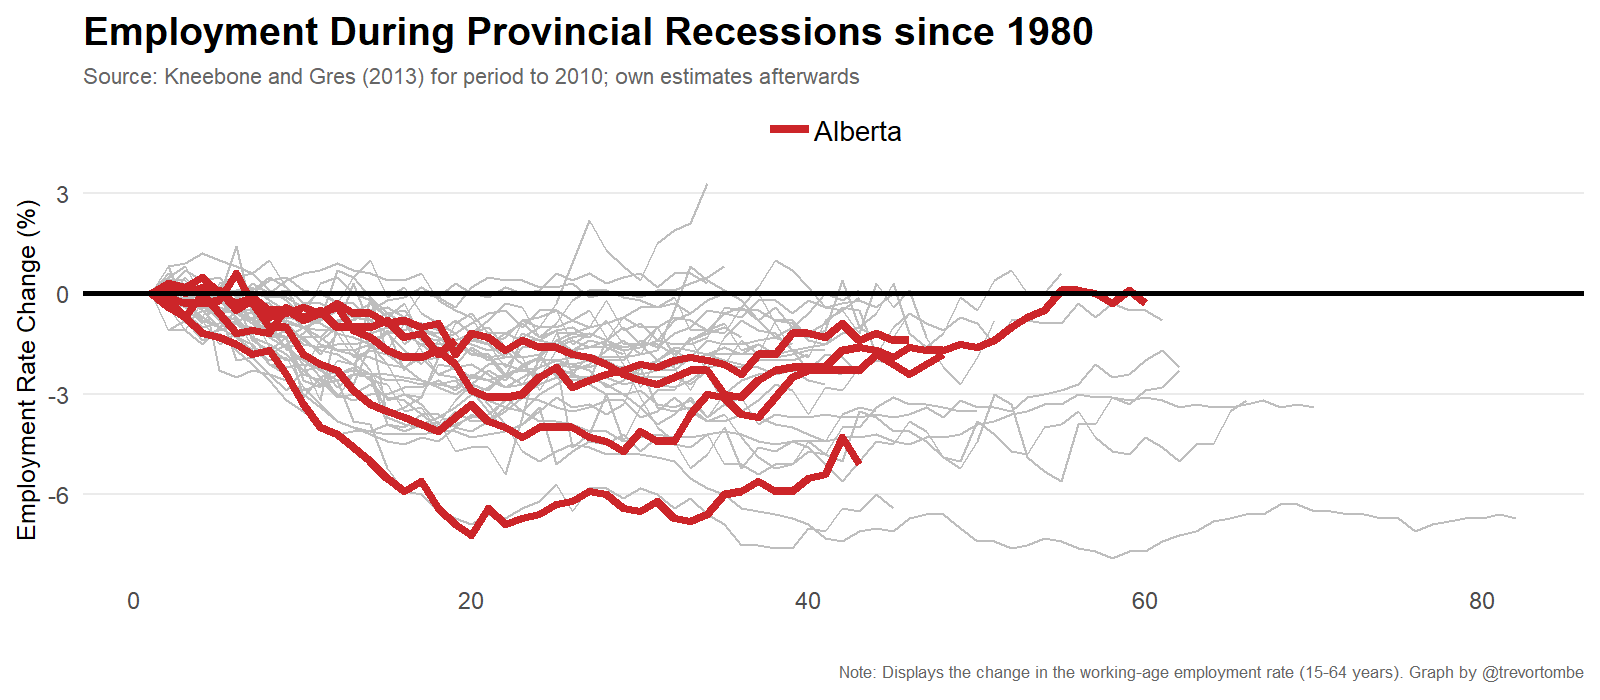 Employment During Provincial Recessions since 1980
Source: Kneebone and Gres (2013) for period to 2010; own estimates afterwards
Alberta
Employment Rate Change (%)
3
0
-3
-6
0 20 40 60 80
Note: Displays the change in the working-age employment rate (15-64 years). Graph by @trevortombe